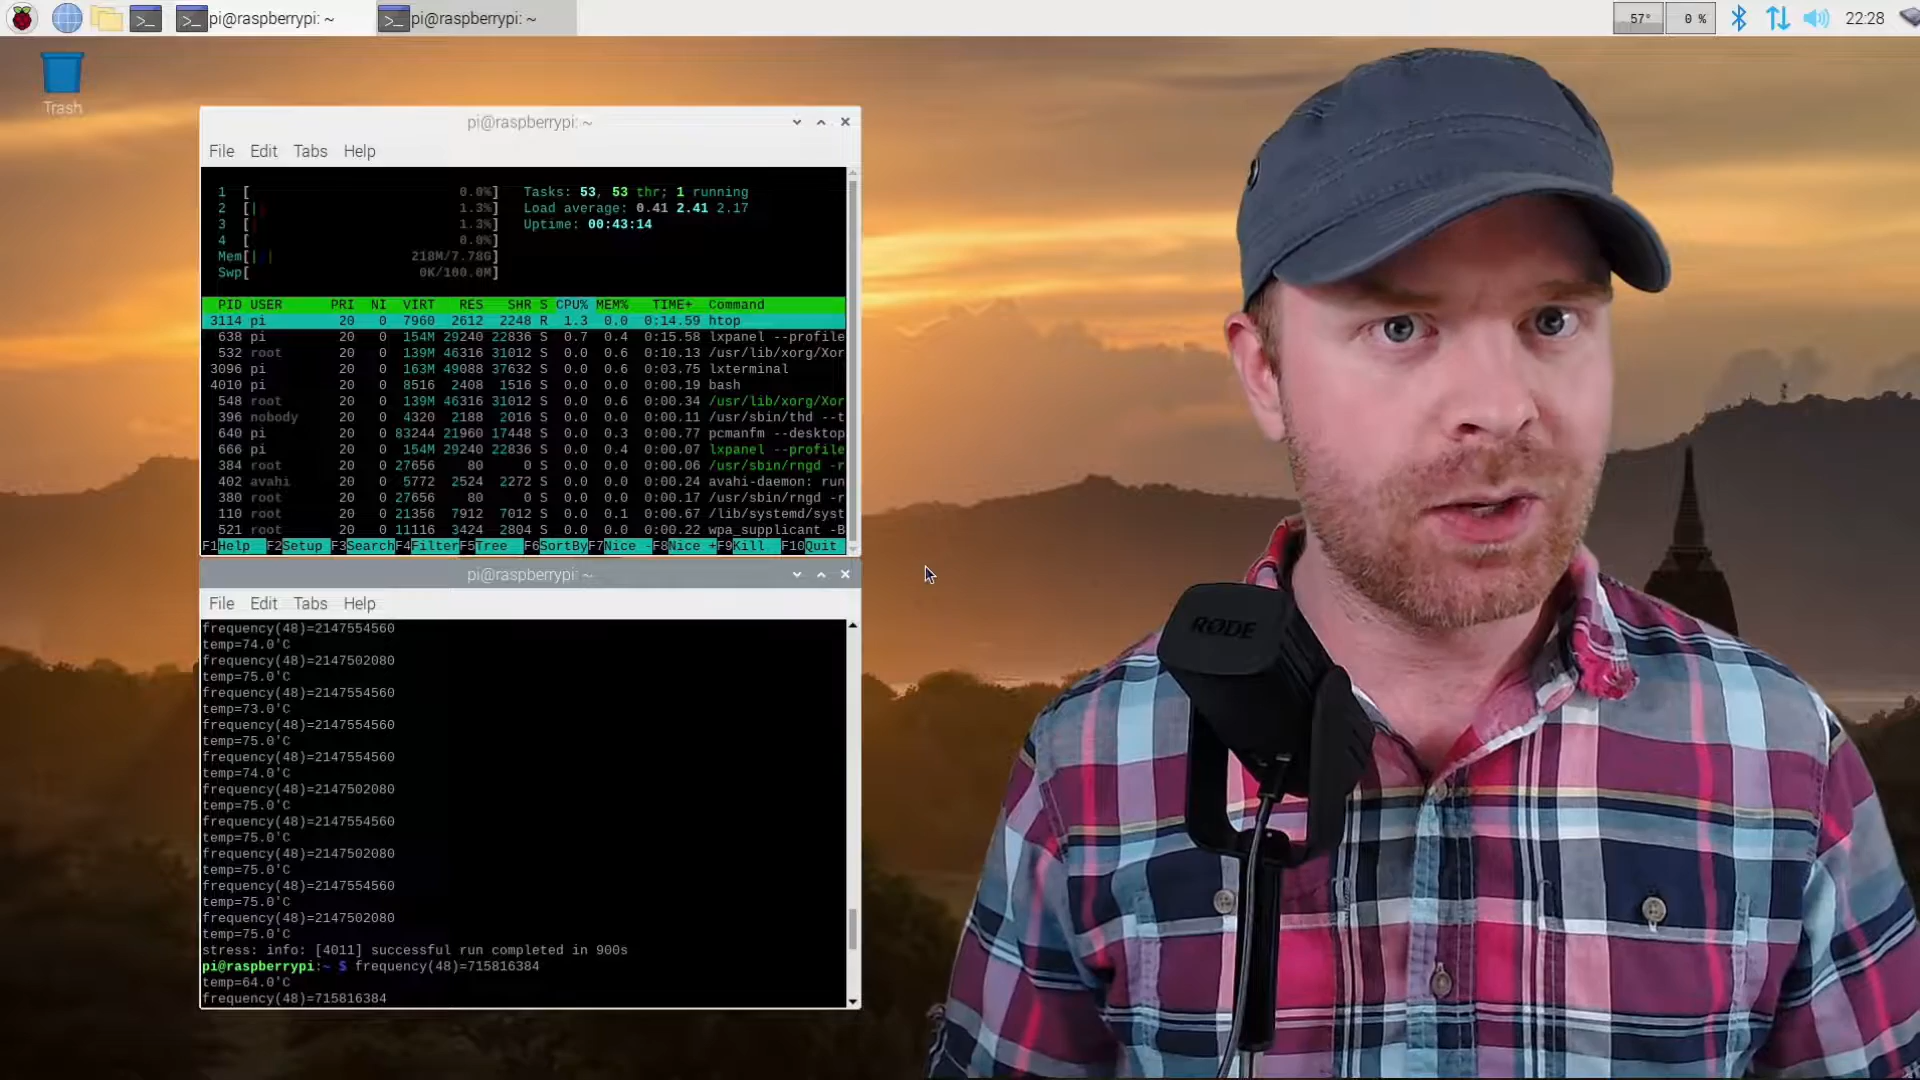 pi@raspberrypi: ~ pi@raspberrypi: ~ 57° 0 % 22:28
Trash
pi@raspberrypi: ~
File Edit Tabs Help
1 [ 0.0%] Tasks: 53, 53 thr; 1 running
2 [| 1.3%] Load average: 0.41 2.41 2.17
3 [ 1.3%] Uptime: 00:43:14
4 [ 0.0%]
Mem[|| 218M/7.78G]
Swp[ 0K/100.0M]
PID USER PRI NI VIRT RES SHR S CPU% MEM% TIME+ Command
3114 pi 20 0 7960 2612 2248 R 1.3 0.0 0:14.59 htop
638 pi 20 0 154M 29240 22836 S 0.7 0.4 0:15.58 lxpanel --profile
532 root 20 0 139M 46316 31012 S 0.0 0.6 0:10.13 /usr/lib/xorg/Xor
3096 pi 20 0 163M 49088 37632 S 0.0 0.6 0:03.75 lxterminal
4010 pi 20 0 8516 2408 1516 S 0.0 0.0 0:00.19 bash
548 root 20 0 139M 46316 31012 S 0.0 0.6 0:00.34 /usr/lib/xorg/Xor
396 nobody 20 0 4320 2188 2016 S 0.0 0.0 0:00.11 /usr/sbin/thd --t
640 pi 20 0 83244 21960 17448 S 0.0 0.3 0:00.77 pcmanfm --desktop
666 pi 20 0 154M 29240 22836 S 0.0 0.4 0:00.07 lxpanel --profile
384 root 20 0 27656 80 0 S 0.0 0.0 0:00.06 /usr/sbin/rngd -r
402 avahi 20 0 5772 2524 2272 S 0.0 0.0 0:00.24 avahi-daemon: run
380 root 20 0 27656 80 0 S 0.0 0.0 0:00.17 /usr/sbin/rngd -r
110 root 20 0 21356 7912 7012 S 0.0 0.1 0:00.67 /lib/systemd/syst
521 root 20 0 11116 3424 2804 S 0.0 0.0 0:00.22 wpa_supplicant -B
F1Help F2Setup F3SearchF4FilterF5Tree F6SortByF7Nice -F8Nice +F9Kill F10Quit
pi@raspberrypi: ~
File Edit Tabs Help
frequency(48)=2147554560
temp=74.0'C
frequency(48)=2147502080
temp=75.0'C
frequency(48)=2147554560
temp=73.0'C
frequency(48)=2147554560
temp=75.0'C
frequency(48)=2147554560
temp=74.0'C
frequency(48)=2147502080
temp=75.0'C
frequency(48)=2147554560
temp=75.0'C
frequency(48)=2147502080
temp=75.0'C
frequency(48)=2147554560
temp=75.0'C
frequency(48)=2147502080
temp=75.0'C
stress: info: [4011] successful run completed in 900s
pi@raspberrypi:~ $ frequency(48)=715816384
temp=64.0'C
frequency(48)=715816384
RØDE